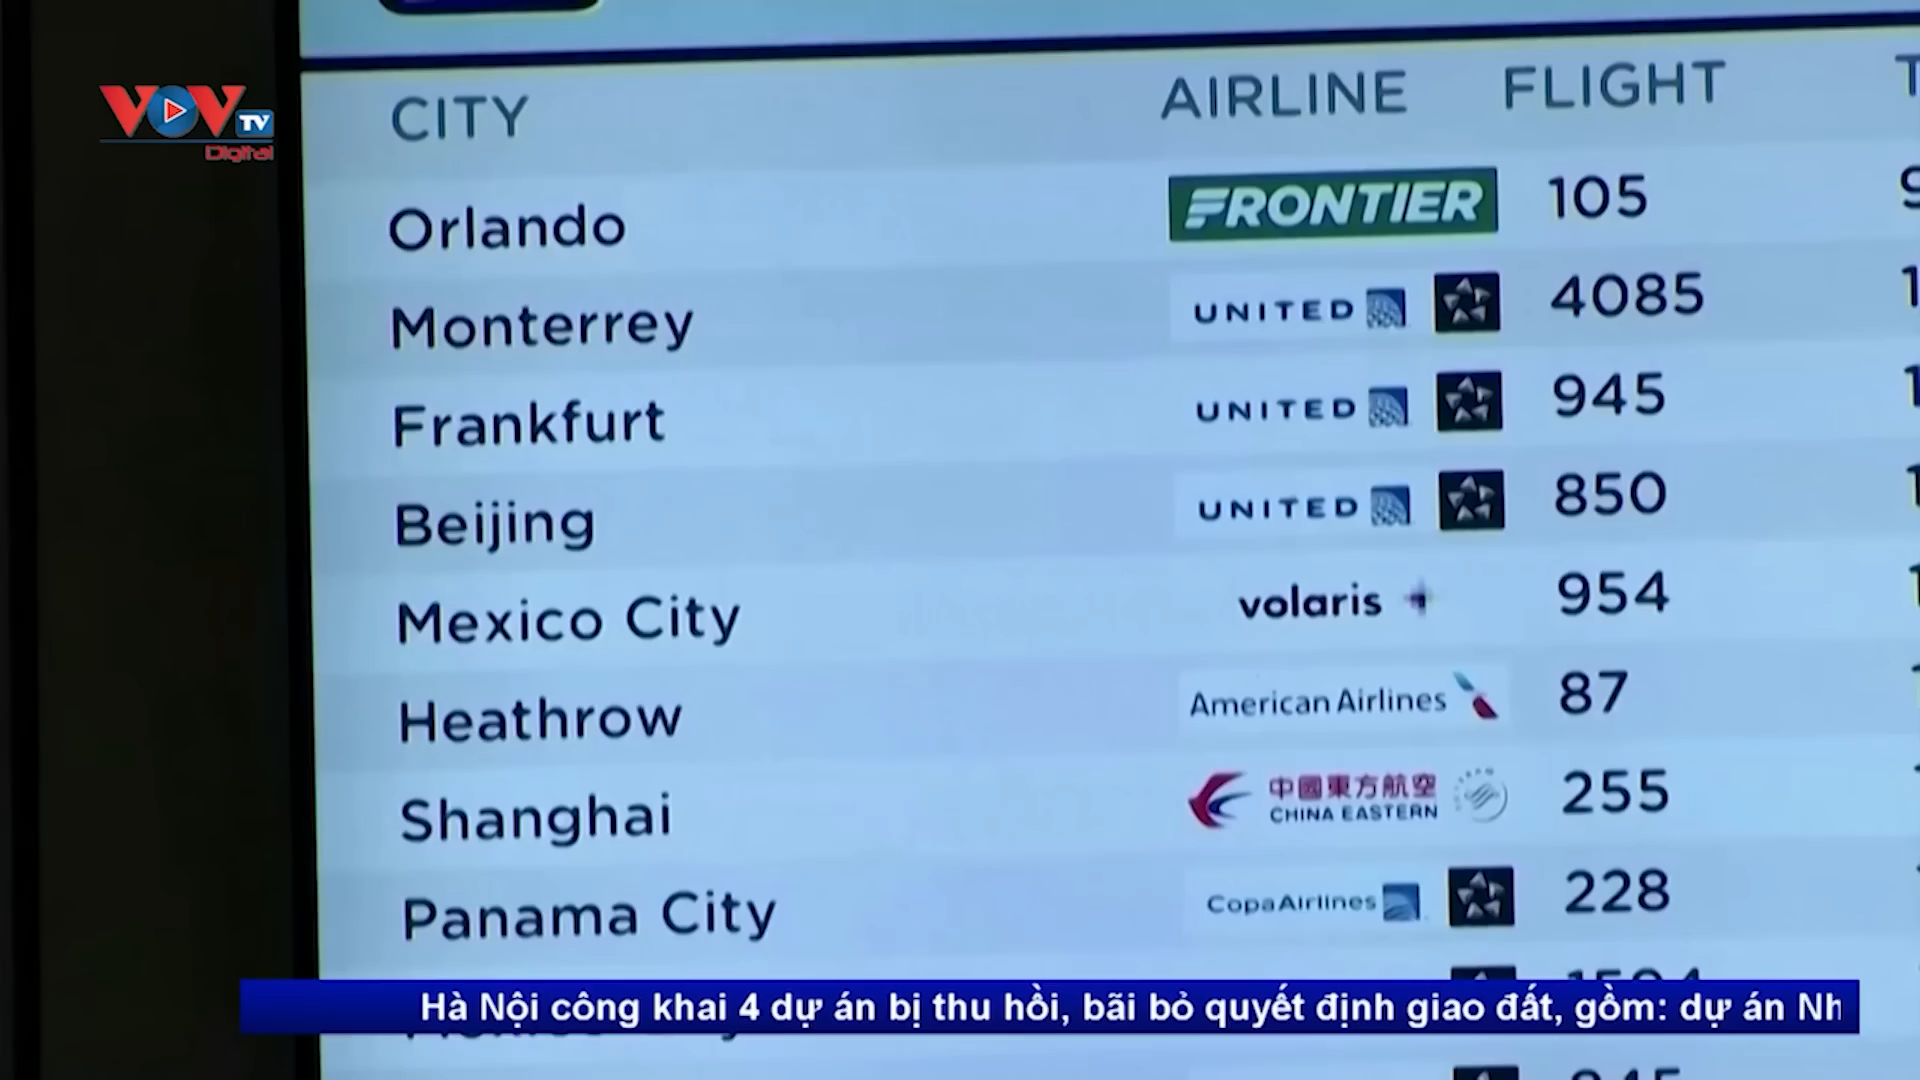 VOV TV
Digital
CITY AIRLINE FLIGHT
Orlando FRONTIER 105
Monterrey UNITED 4085
Frankfurt UNITED 945
Beijing UNITED 850
Mexico City volaris 954
Heathrow American Airlines 87
Shanghai 中國東方航空 CHINA EASTERN 255
Panama City CopaAirlines 228
Hà Nội công khai 4 dự án bị thu hồi, bãi bỏ quyết định giao đất, gồm: dự án Nh